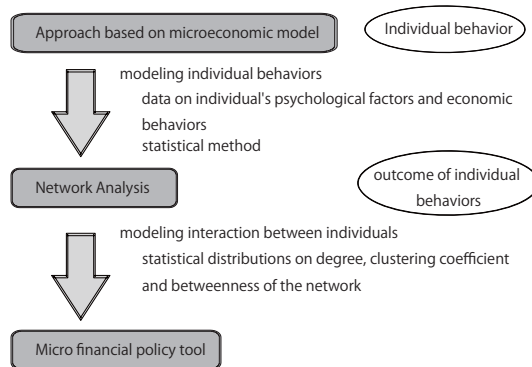 Approach based on microeconomic model
Individual behavior
modeling individual behaviors
data on individual's psychological factors and economic
behaviors
statistical method
Network Analysis
outcome of individual
behaviors
modeling interaction between individuals
statistical distributions on degree, clustering coefficient
and betweenness of the network
Micro financial policy tool